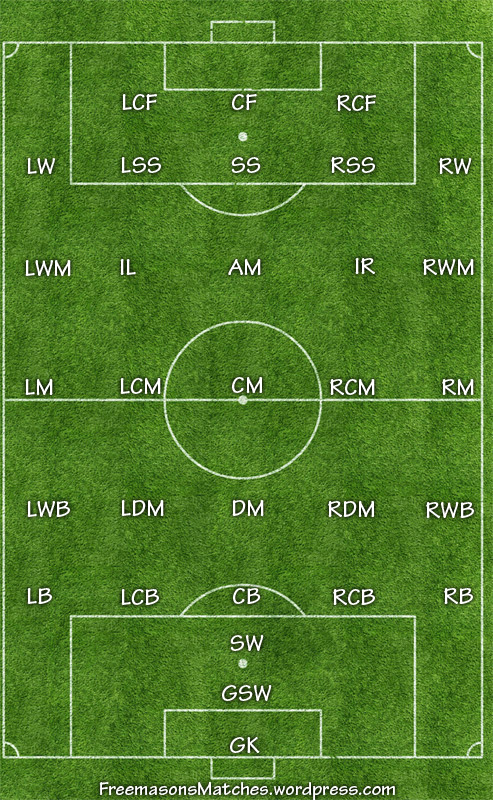 LCF CF RCF
LW LSS SS RSS RW
LWM IL AM IR RWM
LM LCM CM RCM RM
LWB LDM DM RDM RWB
LB LCB CB RCB RB
SW
GSW
GK
FreemasonsMatches.wordpress.com